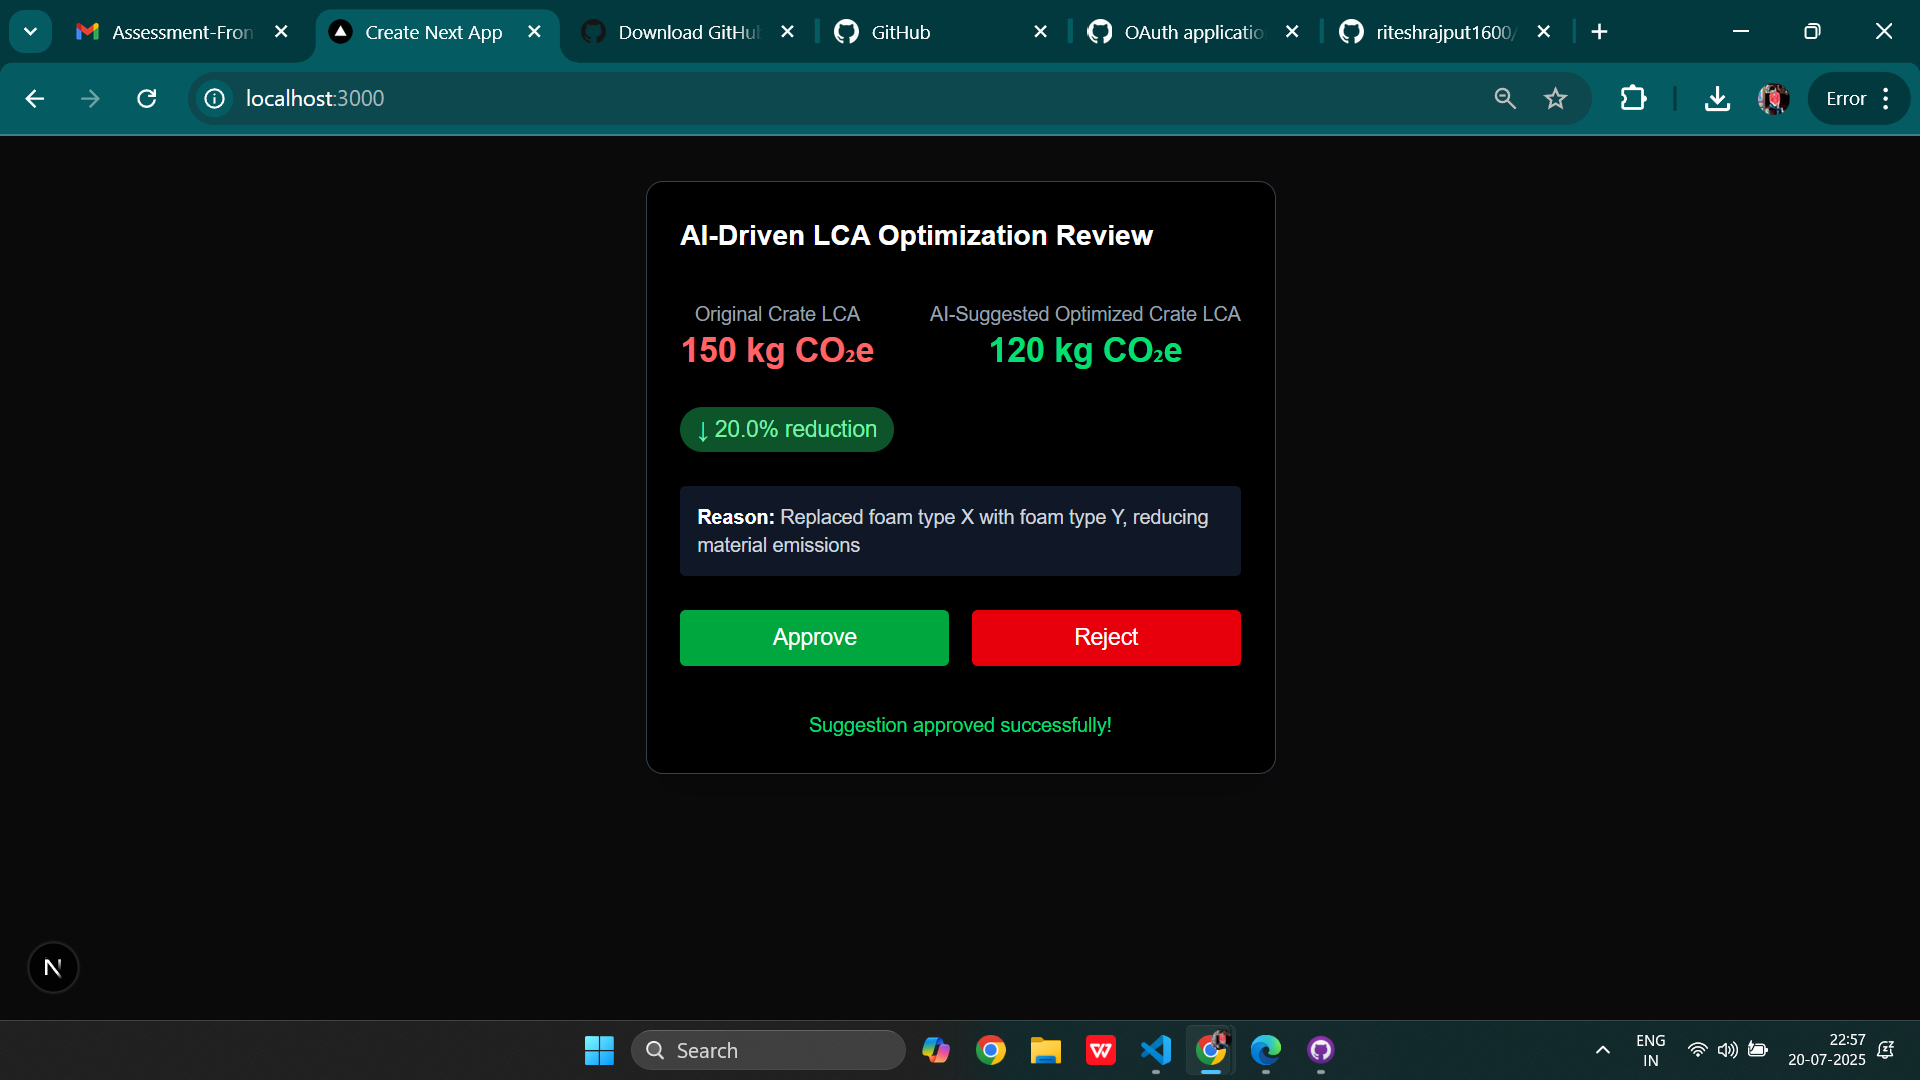 Assessment-Fron
Create Next App
Download GitHu
GitHub
OAuth applicatio
riteshrajput1600/
localhost:3000
Error
AI-Driven LCA Optimization Review
Original Crate LCA
150 kg CO₂e
AI-Suggested Optimized Crate LCA
120 kg CO₂e
↓ 20.0% reduction
Reason: Replaced foam type X with foam type Y, reducing
material emissions
Approve
Reject
Suggestion approved successfully!
N
Search
W
ENG
IN
22:57
20-07-2025